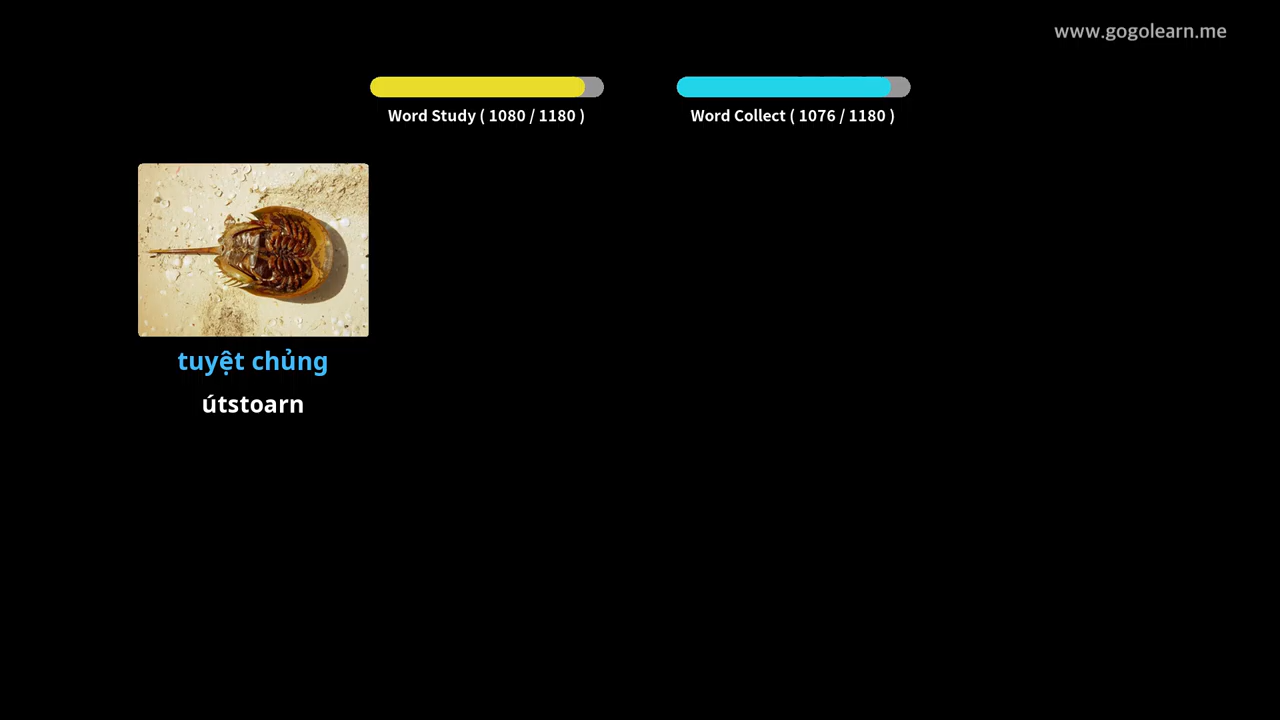 www.gogolearn.me
Word Study ( 1080 / 1180 )
Word Collect ( 1076 / 1180 )
tuyệt chủng
útstoarn